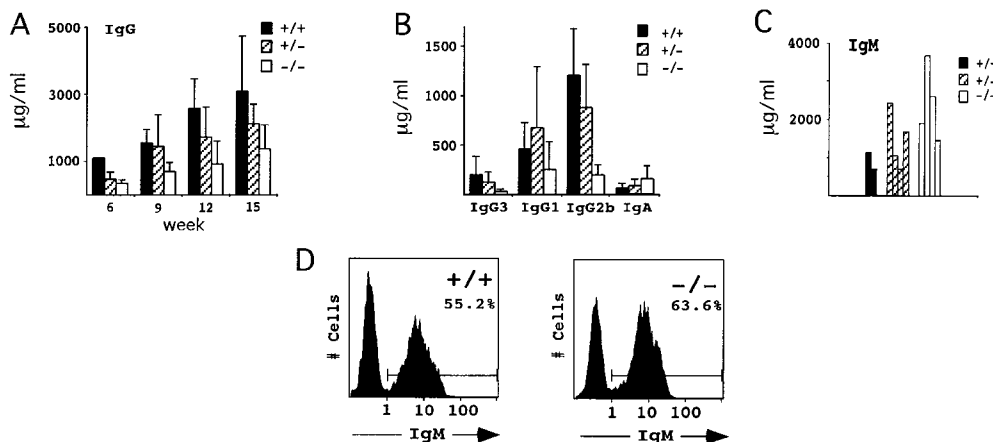 A
IgG
µg/ml
5000
3000
1000
+/+
+/-
-/-
6 9 12 15
week
B
µg/ml
1500
1000
500
+/+
+/-
-/-
IgG3 IgG1 IgG2b IgA
C
IgM
µg/ml
4000
2000
+/-
-/-
D
# Cells
+/+
55.2%
1 10 100
IgM
# Cells
-/-
63.6%
1 10 100
IgM